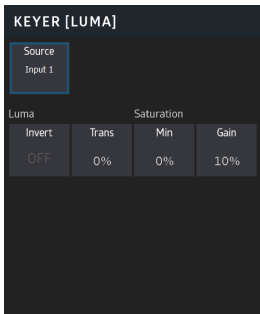 KEYER [LUMA]
Source
Input 1
Luma Saturation
Invert Trans Min Gain
OFF 0% 0% 10%